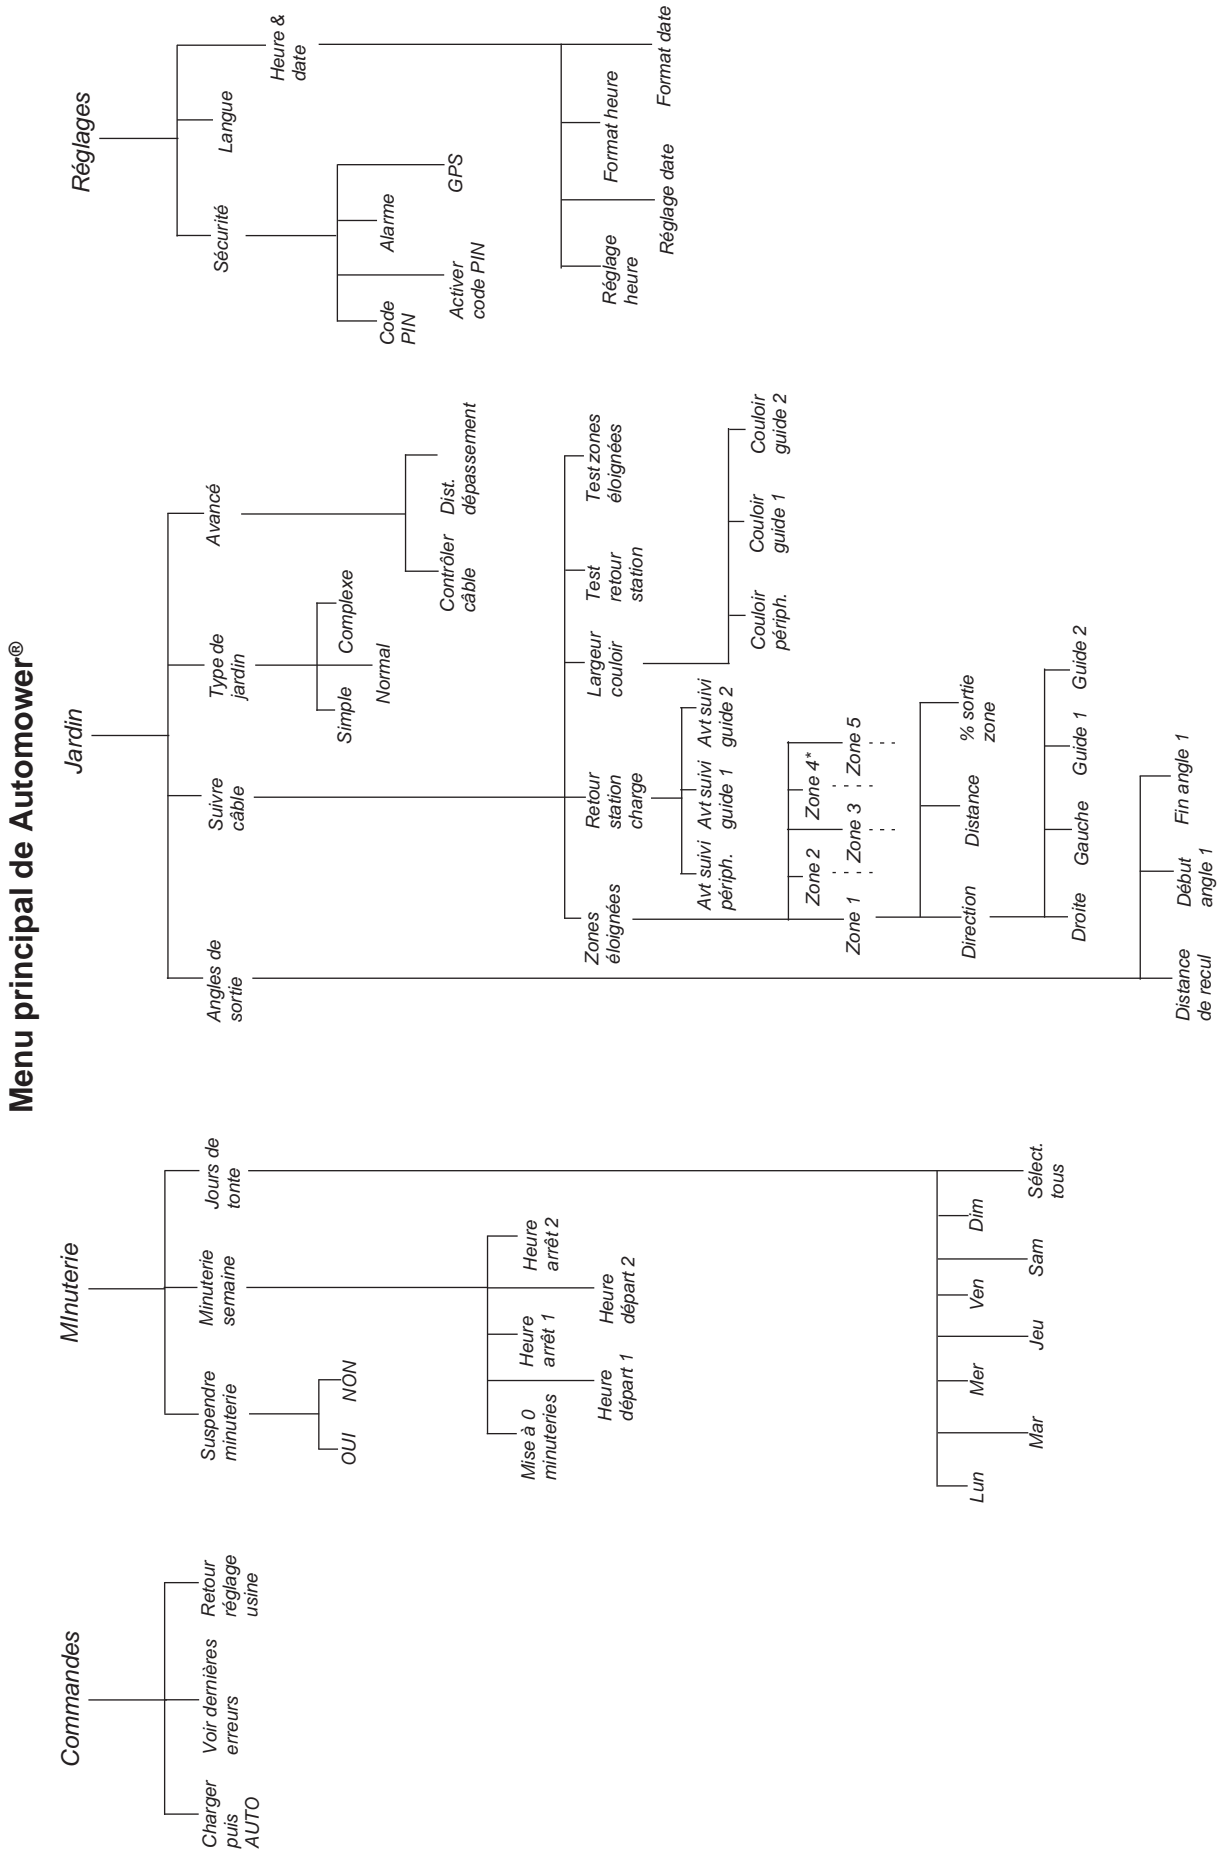 Menu principal de Automower®
Commandes
Charger
puis
AUTO
Voir dernières
erreurs
Retour
réglage
usine
MInuterie
Suspendre
minuterie
OUI
NON
Minuterie
semaine
Mise à 0
minuteries
Heure
départ 1
Heure
arrêt 1
Heure
départ 2
Heure
arrêt 2
Jours de
tonte
Lun
Mar
Mer
Jeu
Ven
Sam
Dim
Sélect.
tous
Jardin
Angles de
sortie
Distance
de recul
Début
angle 1
Fin angle 1
Suivre
câble
Zones
éloignées
Zone 1
Zone 2
Zone 3
Zone 4*
Zone 5
Direction
Distance
% sortie
zone
Droite
Gauche
Guide 1
Guide 2
Retour
station
charge
Avt suivi
périph.
Avt suivi
guide 1
Avt suivi
guide 2
Largeur
couloir
Couloir
périph.
Couloir
guide 1
Couloir
guide 2
Test
retour
station
Test zones
éloignées
Type de
jardin
Simple
Normal
Complexe
Avancé
Contrôler
câble
Dist.
dépassement
Réglages
Sécurité
Code
PIN
Activer
code PIN
Alarme
GPS
Langue
Heure &
date
Réglage
heure
Réglage date
Format heure
Format date